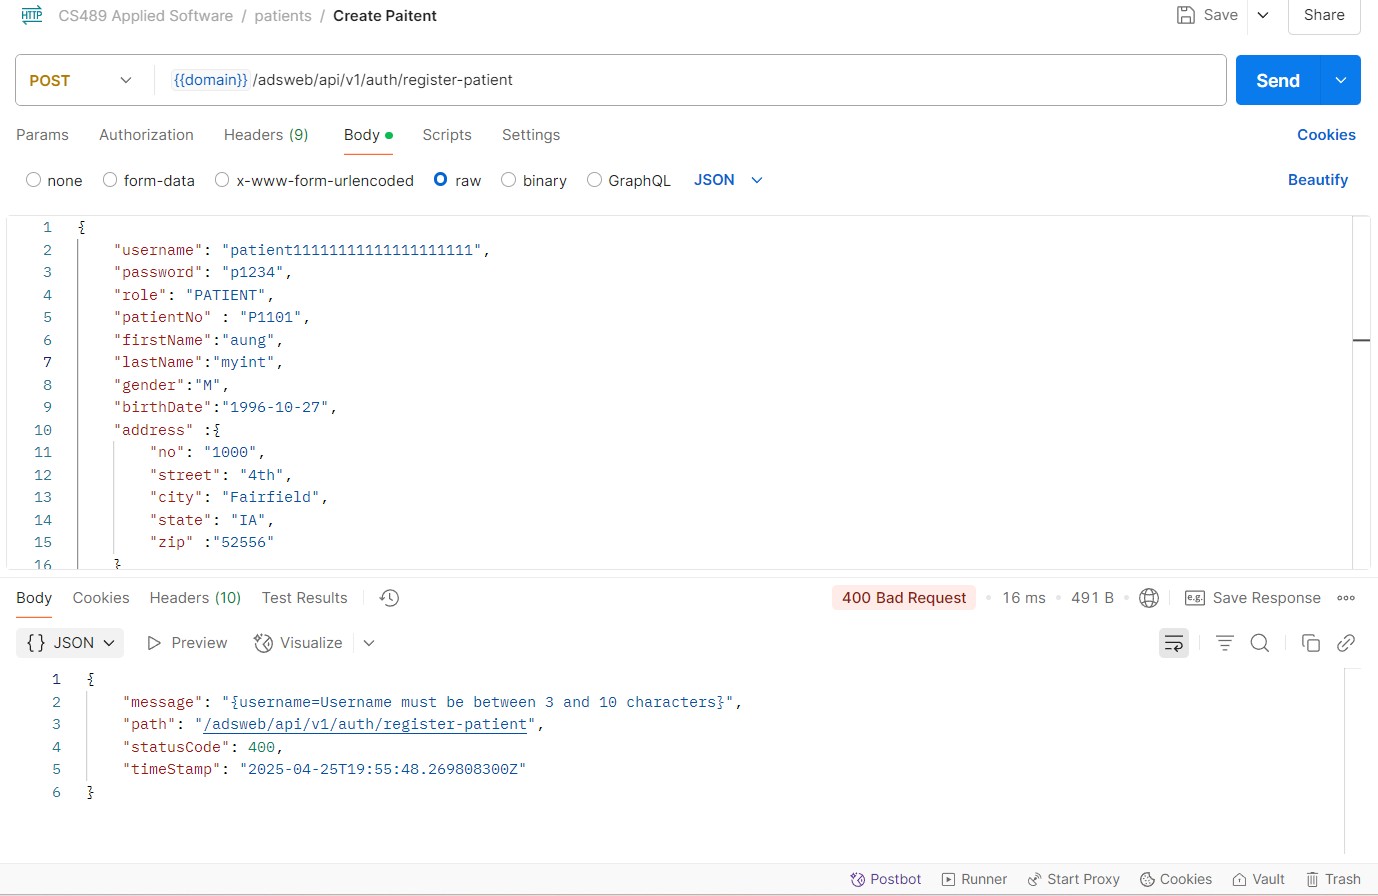 HTTP CS489 Applied Software / patients / Create Paitent Save Share
POST {{domain}} /adsweb/api/v1/auth/register-patient Send
Params Authorization Headers (9) Body Scripts Settings Cookies
none form-data x-www-form-urlencoded raw binary GraphQL JSON Beautify
1 {
2 "username": "patient11111111111111111111",
3 "password": "p1234",
4 "role": "PATIENT",
5 "patientNo" : "P1101",
6 "firstName":"aung",
7 "lastName":"myint",
8 "gender":"M",
9 "birthDate":"1996-10-27",
10 "address" :{
11 "no": "1000",
12 "street": "4th",
13 "city": "Fairfield",
14 "state": "IA",
15 "zip" :"52556"
16 }
Body Cookies Headers (10) Test Results 400 Bad Request 16 ms 491 B e.g. Save Response
{} JSON Preview Visualize
1 {
2 "message": "{username=Username must be between 3 and 10 characters}",
3 "path": "/adsweb/api/v1/auth/register-patient",
4 "statusCode": 400,
5 "timeStamp": "2025-04-25T19:55:48.269808300Z"
6 }
Postbot Runner Start Proxy Cookies Vault Trash